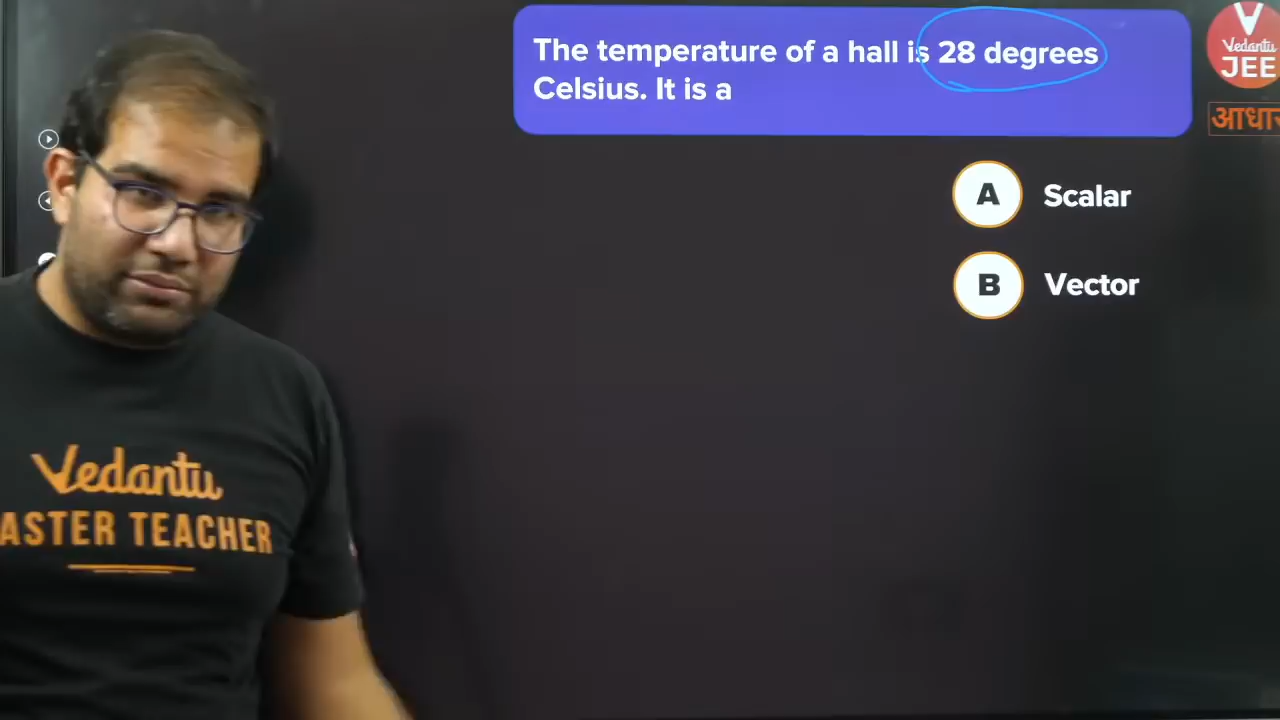 The temperature of a hall is 28 degrees
Celsius. It is a
A Scalar
B Vector
Vedantu
JEE
Vedantu
ASTER TEACHER